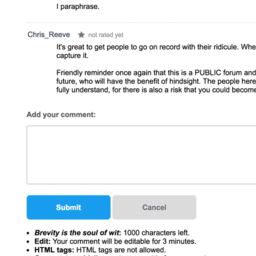 I paraphrase.
Chris_Reeve ★ not rated yet
It's great to get people to go on record with their ridicule. Whe
capture it.
Friendly reminder once again that this is a PUBLIC forum and
future, who will have the benefit of hindsight. The people here
fully understand, for there is also a risk that you could become
Add your comment:
Submit Cancel
• Brevity is the soul of wit: 1000 characters left.
• Edit: Your comment will be editable for 3 minutes.
• HTML tags: HTML tags are not allowed.